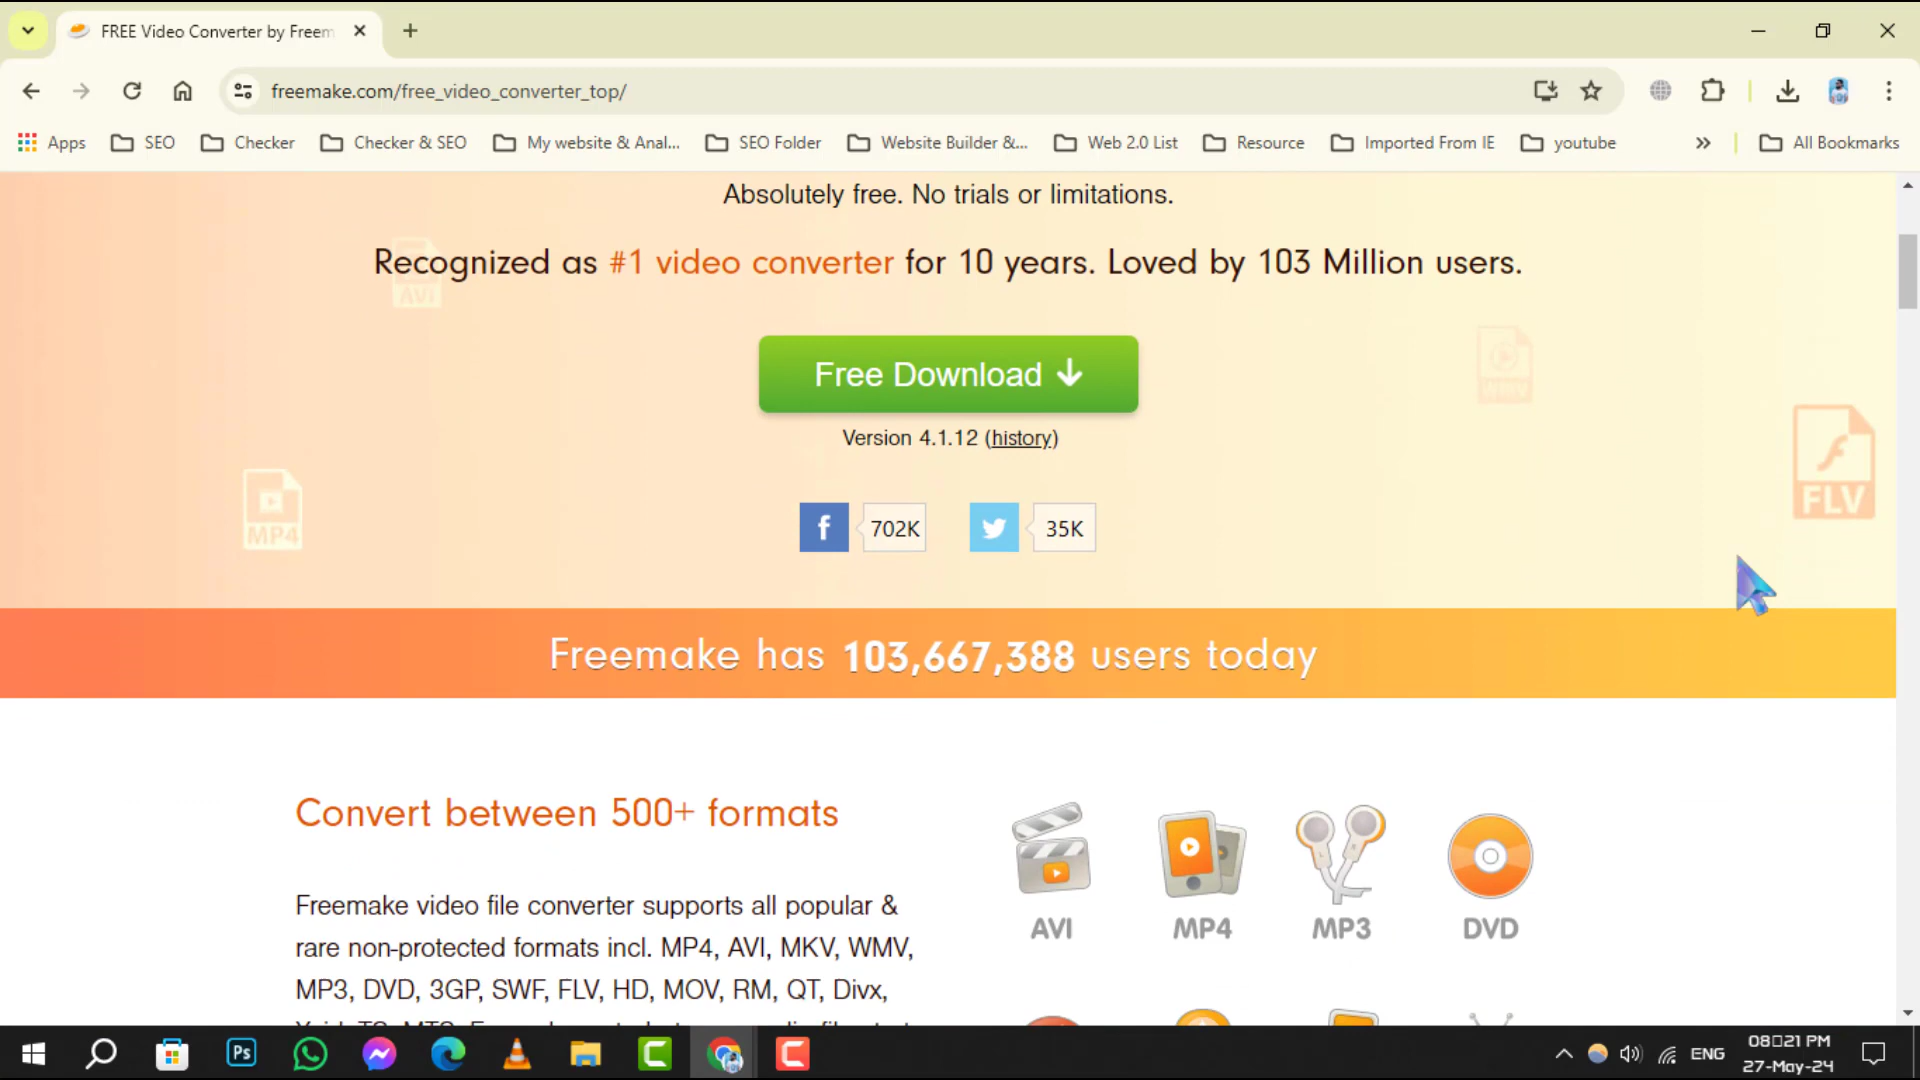 FREE Video Converter by Freem
freemake.com/free_video_converter_top/
Apps SEO Checker Checker & SEO My website & Anal... SEO Folder Website Builder &... Web 2.0 List Resource Imported From IE youtube » All Bookmarks
Absolutely free. No trials or limitations.
Recognized as #1 video converter for 10 years. Loved by 103 Million users.
AVI
WMV
Free Download
Version 4.1.12 (history)
FLV
MP4
f 702K 35K
Freemake has 103,667,388 users today
Convert between 500+ formats
Freemake video file converter supports all popular &
rare non-protected formats incl. MP4, AVI, MKV, WMV,
MP3, DVD, 3GP, SWF, FLV, HD, MOV, RM, QT, Divx,
AVI MP4 MP3 DVD
Ps
ENG
08□21 PM
27-May-24